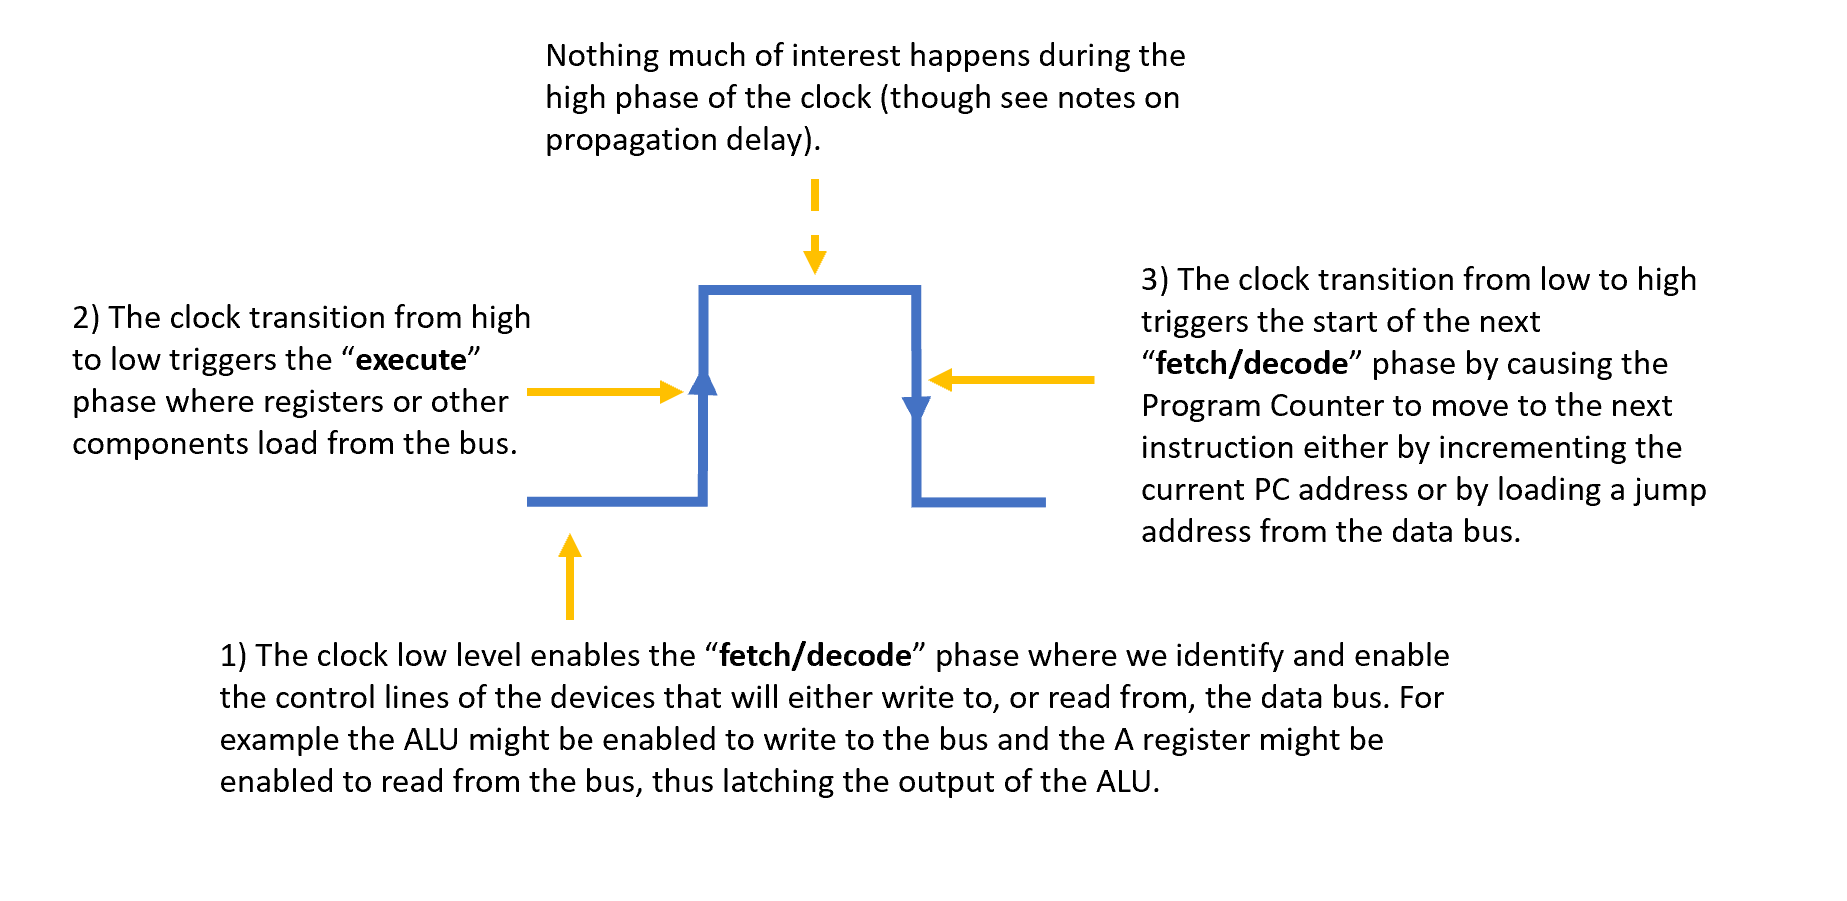 Nothing much of interest happens during the
high phase of the clock (though see notes on
propagation delay).
2) The clock transition from high
to low triggers the “execute”
phase where registers or other
components load from the bus.
3) The clock transition from low to high
triggers the start of the next
“fetch/decode” phase by causing the
Program Counter to move to the next
instruction either by incrementing the
current PC address or by loading a jump
address from the data bus.
1) The clock low level enables the “fetch/decode” phase where we identify and enable
the control lines of the devices that will either write to, or read from, the data bus. For
example the ALU might be enabled to write to the bus and the A register might be
enabled to read from the bus, thus latching the output of the ALU.